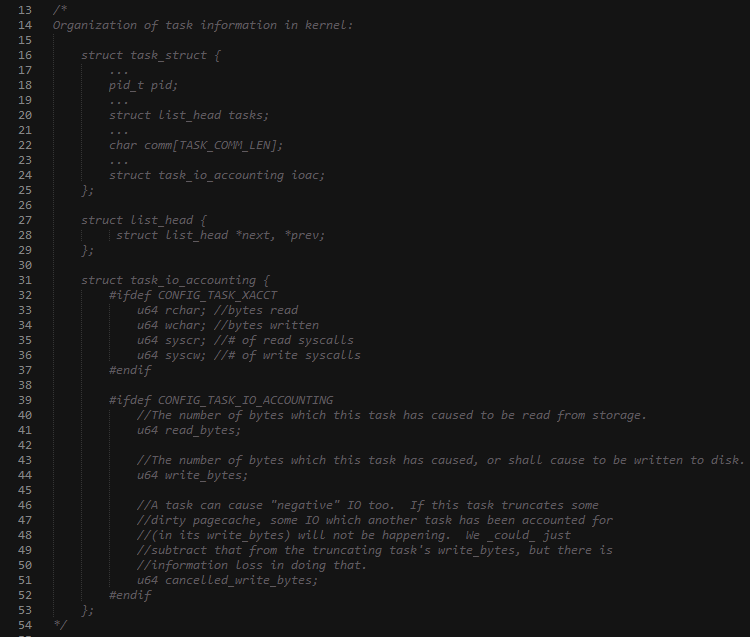 13 /*
14 Organization of task information in kernel:
15
16     struct task_struct {
17         ...
18         pid_t pid;
19         ...
20         struct list_head tasks;
21         ...
22         char comm[TASK_COMM_LEN];
23         ...
24         struct task_io_accounting ioac;
25     };
26
27     struct list_head {
28          struct list_head *next, *prev;
29     };
30
31     struct task_io_accounting {
32         #ifdef CONFIG_TASK_XACCT
33             u64 rchar; //bytes read
34             u64 wchar; //bytes written
35             u64 syscr; //# of read syscalls
36             u64 syscw; //# of write syscalls
37         #endif
38
39         #ifdef CONFIG_TASK_IO_ACCOUNTING
40             //The number of bytes which this task has caused to be read from storage.
41             u64 read_bytes;
42
43             //The number of bytes which this task has caused, or shall cause to be written to disk.
44             u64 write_bytes;
45
46             //A task can cause "negative" IO too.  If this task truncates some
47             //dirty pagecache, some IO which another task has been accounted for
48             //(in its write_bytes) will not be happening.  We _could_ just
49             //subtract that from the truncating task's write_bytes, but there is
50             //information loss in doing that.
51             u64 cancelled_write_bytes;
52         #endif
53     };
54 */